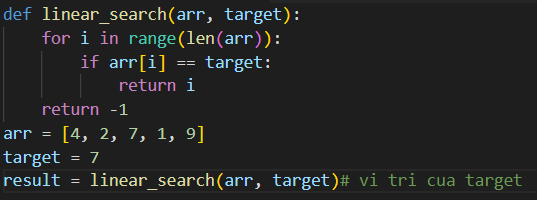 def linear_search(arr, target):
    for i in range(len(arr)):
        if arr[i] == target:
            return i
    return -1
arr = [4, 2, 7, 1, 9]
target = 7
result = linear_search(arr, target)# vi tri cua target